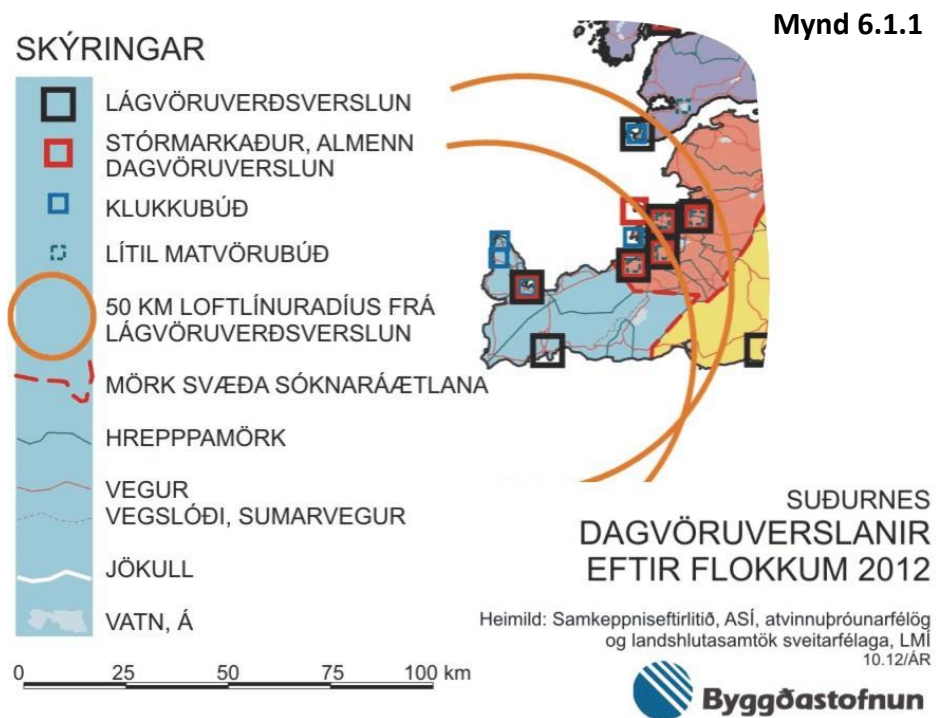 Mynd 6.1.1
SKÝRINGAR
LÁGVÖRUVERÐSVERSLUN
STÓRMARKAÐUR, ALMENN
DAGVÖRUVERSLUN
KLUKKUBÚÐ
LÍTIL MATVÖRUBÚÐ
50 KM LOFTLÍNURADÍUS FRÁ
LÁGVÖRUVERÐSVERSLUN
MÖRK SVÆÐA SÓKNARÁÆTLANA
HREPPPAMÖRK
VEGUR
VEGSLÓÐI, SUMARVEGUR
JÖKULL
VATN, Á
0 25 50 75 100 km
SUÐURNES
DAGVÖRUVERSLANIR
EFTIR FLOKKUM 2012
Heimild: Samkeppniseftirlitið, ASÍ, atvinnuþróunarfélög
og landshlutasamtök sveitarfélaga, LMÍ
10.12/ÁR
Byggðastofnun